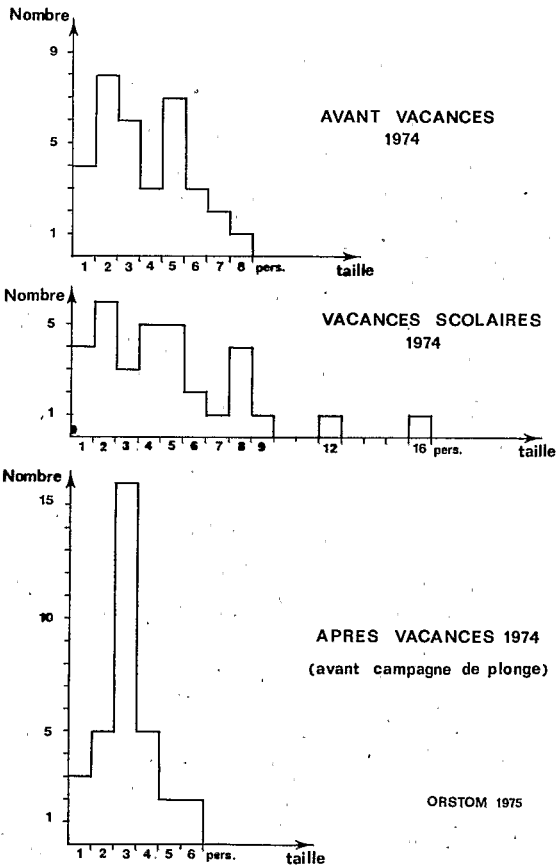 Nombre
9
5
1
AVANT VACANCES
1974
1 2 3 4 5 6 7 8 pers.
taille
Nombre
5
1
VACANCES SCOLAIRES
1974
1 2 3 4 5 6 7 8 9 12 16 pers.
taille
Nombre
15
10
5
1
APRES VACANCES 1974
(avant campagne de plonge)
ORSTOM 1975
1 2 3 4 5 6 pers.
taille